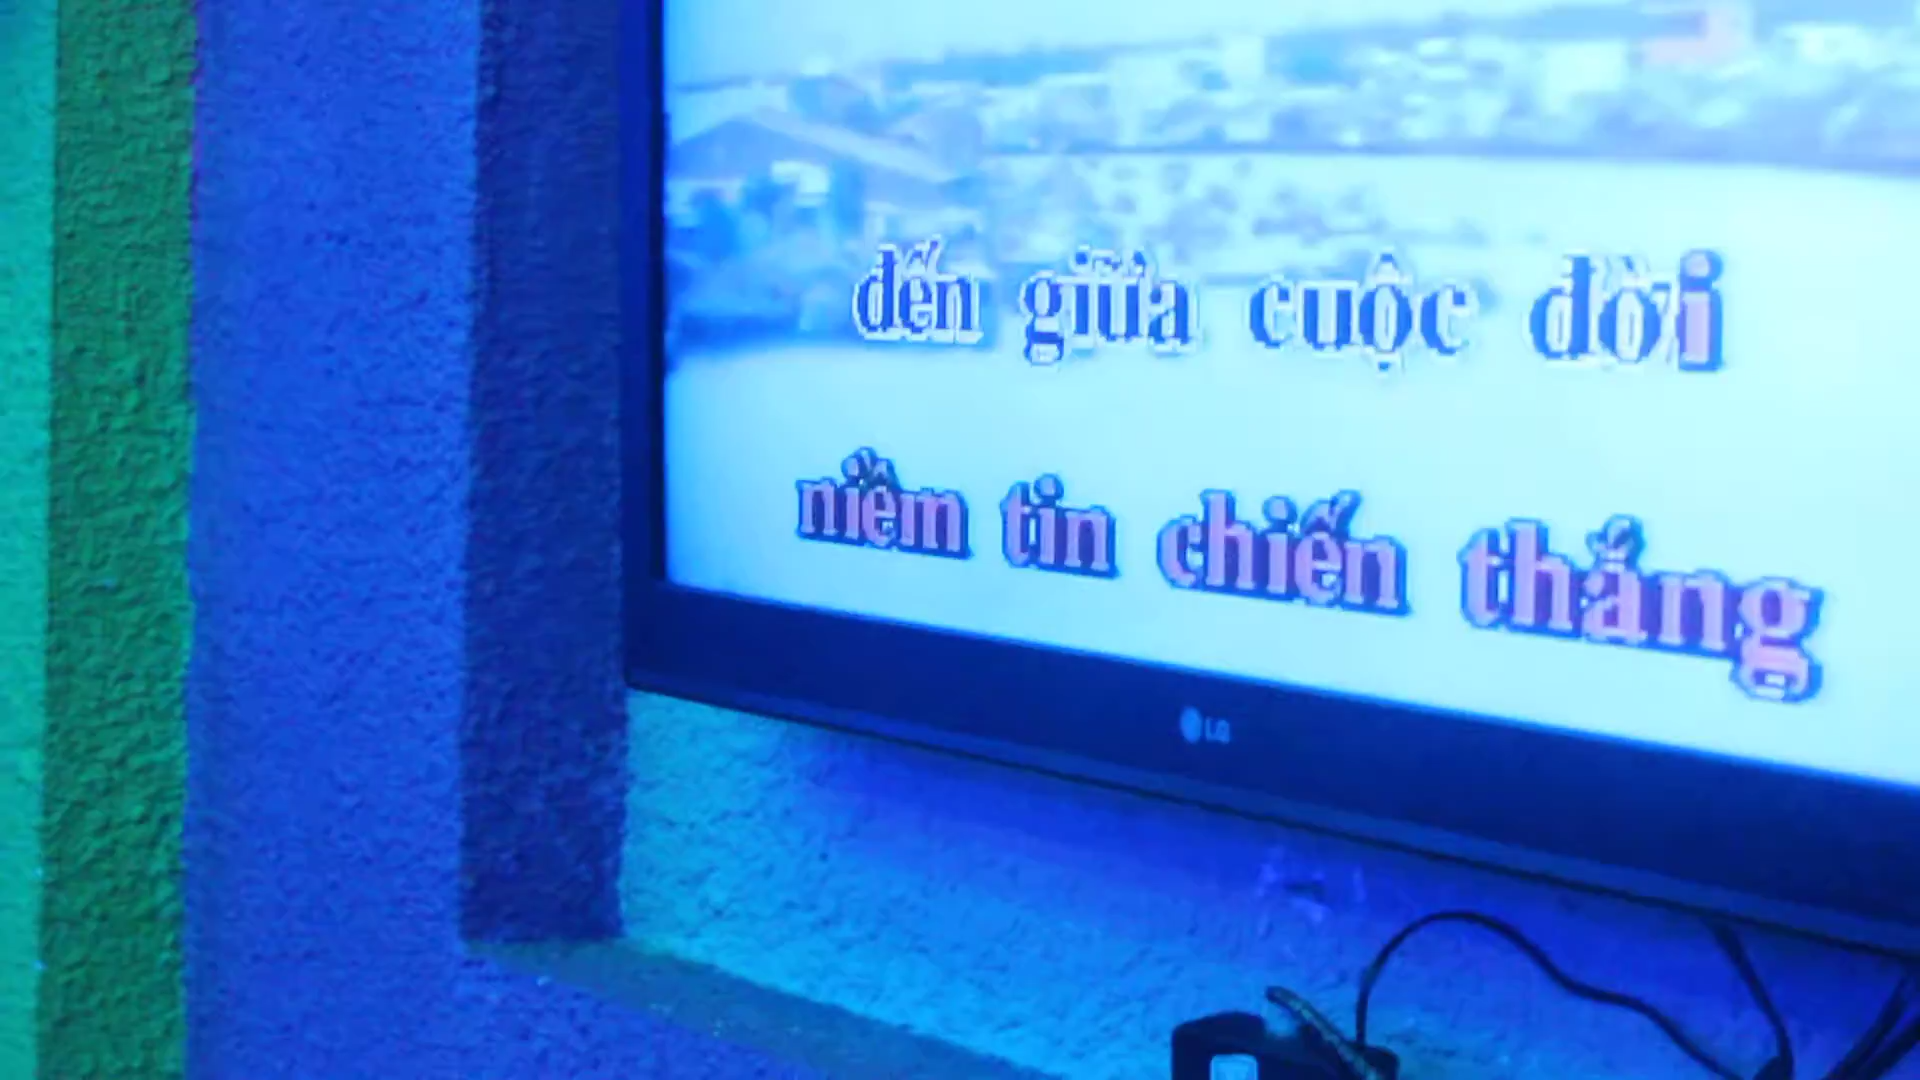 đến giữa cuộc đời
niềm tin chiến thắng
LG